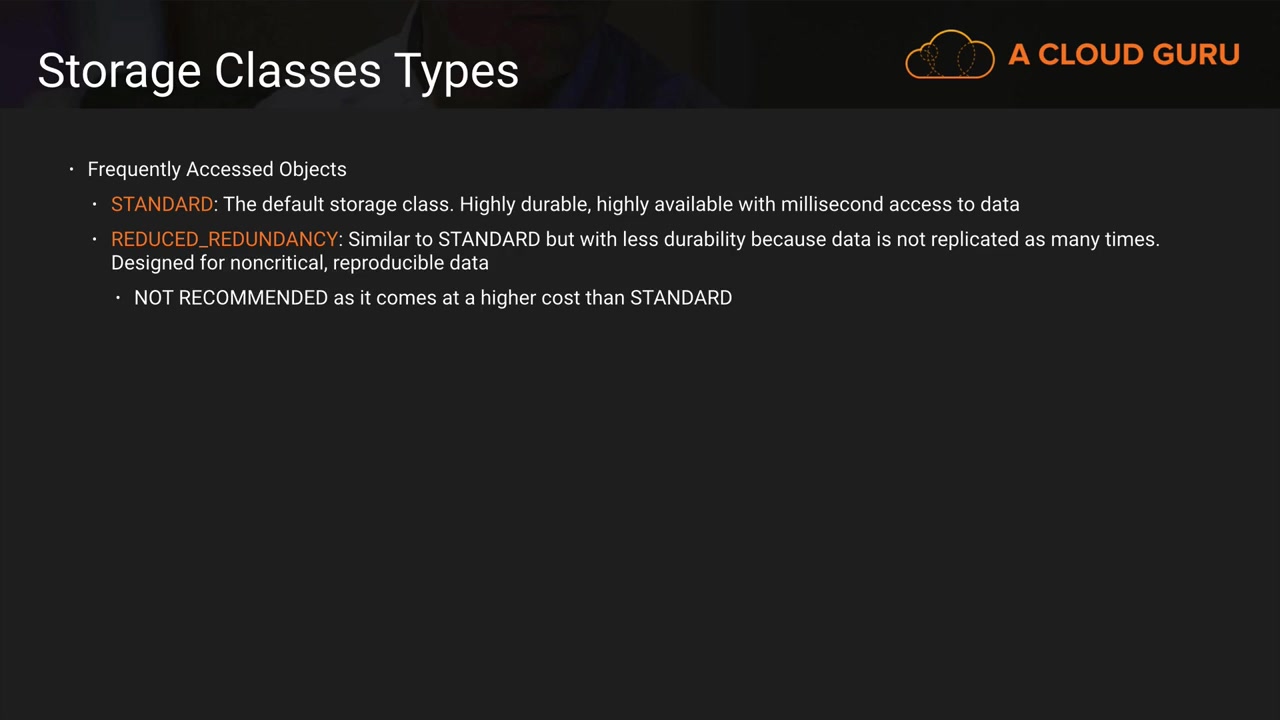 Storage Classes Types
A CLOUD GURU
· Frequently Accessed Objects
· STANDARD: The default storage class. Highly durable, highly available with millisecond access to data
· REDUCED_REDUNDANCY: Similar to STANDARD but with less durability because data is not replicated as many times.
Designed for noncritical, reproducible data
· NOT RECOMMENDED as it comes at a higher cost than STANDARD